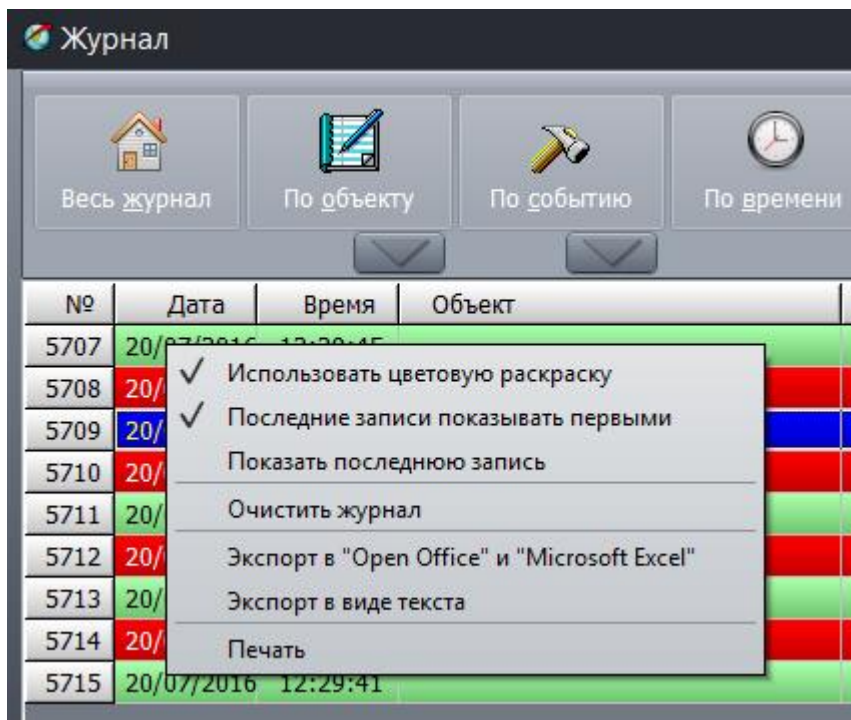 Журнал
Весь журнал По объекту По событию По времени
№ Дата Время Объект
5707
5708
5709
5710
5711
5712
5713
5714
5715 20/07/2016 12:29:41
Использовать цветовую раскраску
Последние записи показывать первыми
Показать последнюю запись
Очистить журнал
Экспорт в "Open Office" и "Microsoft Excel"
Экспорт в виде текста
Печать